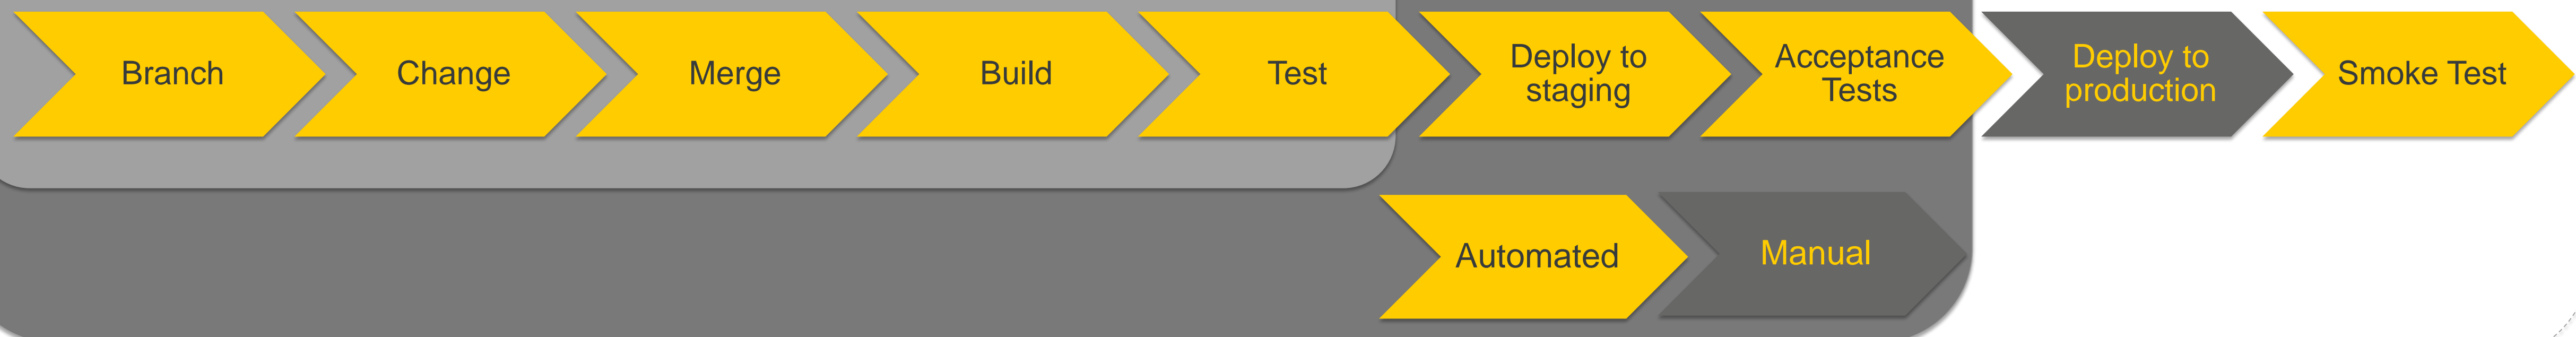 Branch
Change
Merge
Build
Test
Deploy to
staging
Acceptance
Tests
Deploy to
production
Smoke Test
Automated
Manual